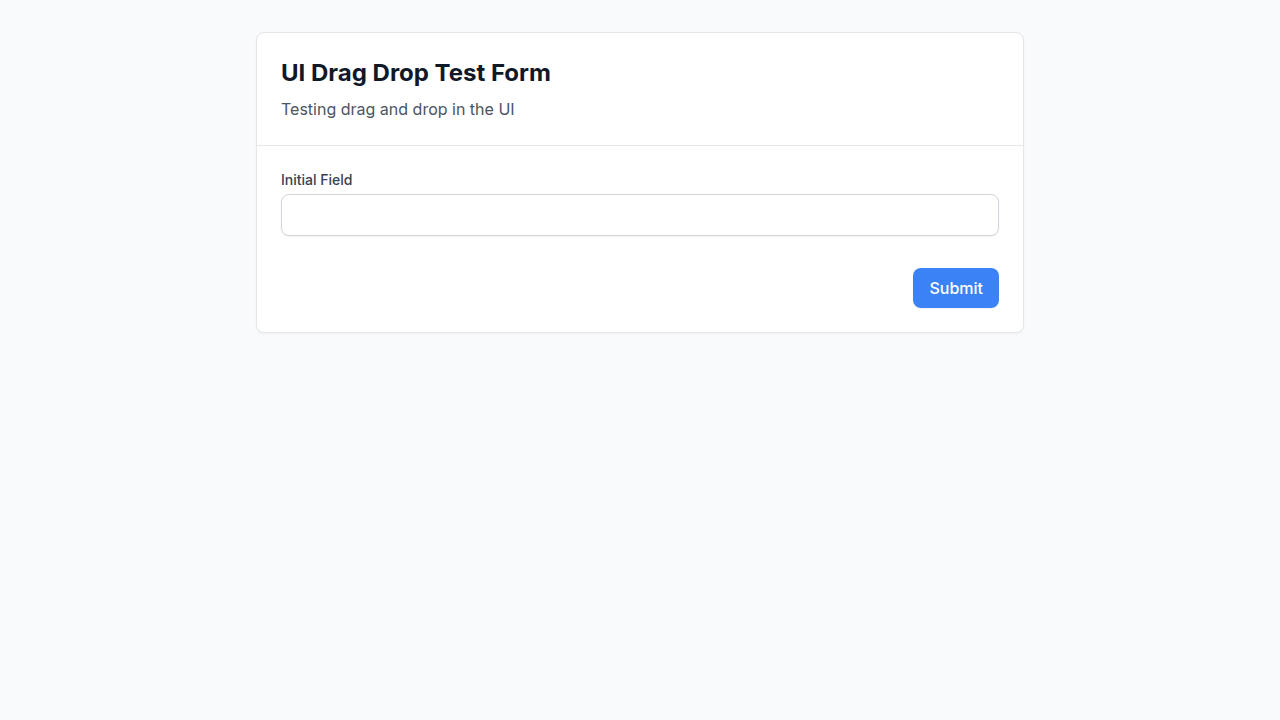 UI Drag Drop Test Form
Testing drag and drop in the UI
Initial Field
Submit